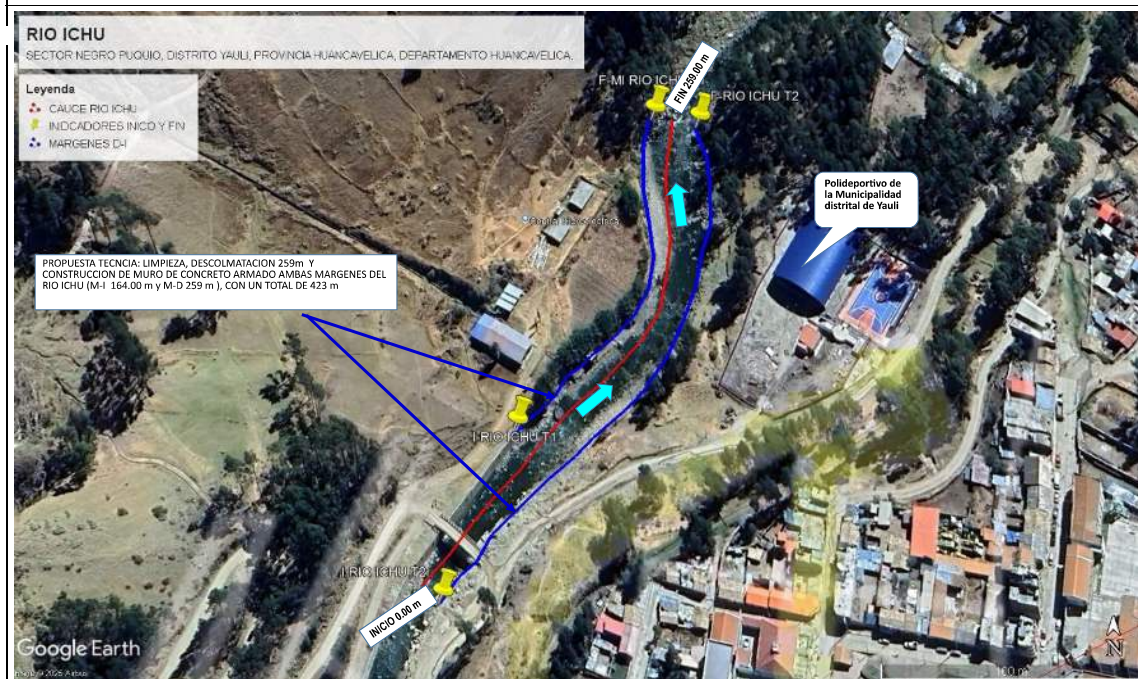 RIO ICHU
SECTOR NEGRO PUQUIO, DISTRITO YAULI, PROVINCIA HUANCAVELICA, DEPARTAMENTO HUANCAVELICA.
Leyenda
CAUCE RIO ICHU
INDCADORES INICO Y FIN
MARGENES D-I
F-MI RIO ICHU
FIN 259.00 m
F-RIO ICHU T2
Polideportivo de
la Municipalidad
distrital de Yauli
PROPUESTA TECNCIA: LIMPIEZA, DESCOLMATACION 259m Y
CONSTRUCCION DE MURO DE CONCRETO ARMADO AMBAS MARGENES DEL
RIO ICHU (M-I 164.00 m y M-D 259 m ), CON UN TOTAL DE 423 m
I RIO ICHU T1
I RIO ICHU T2
INICIO 0.00 m
Google Earth
N
100 m